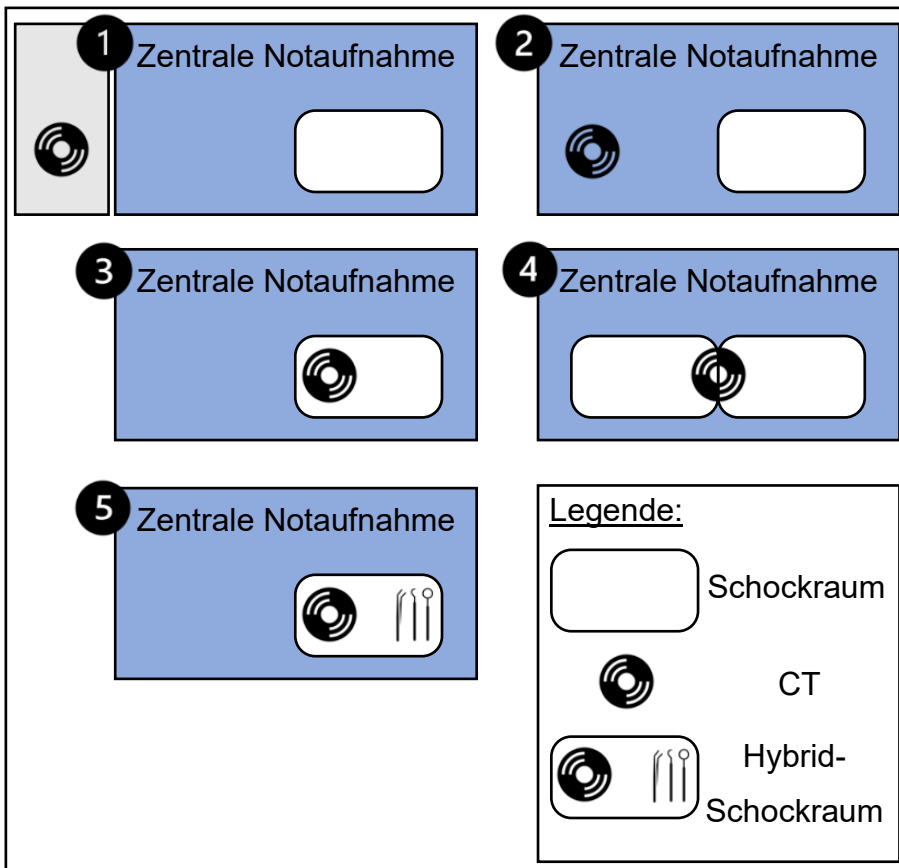 1
Zentrale Notaufnahme
2
Zentrale Notaufnahme
3
Zentrale Notaufnahme
4
Zentrale Notaufnahme
5
Zentrale Notaufnahme
Legende:
Schockraum
CT
Hybrid-
Schockraum